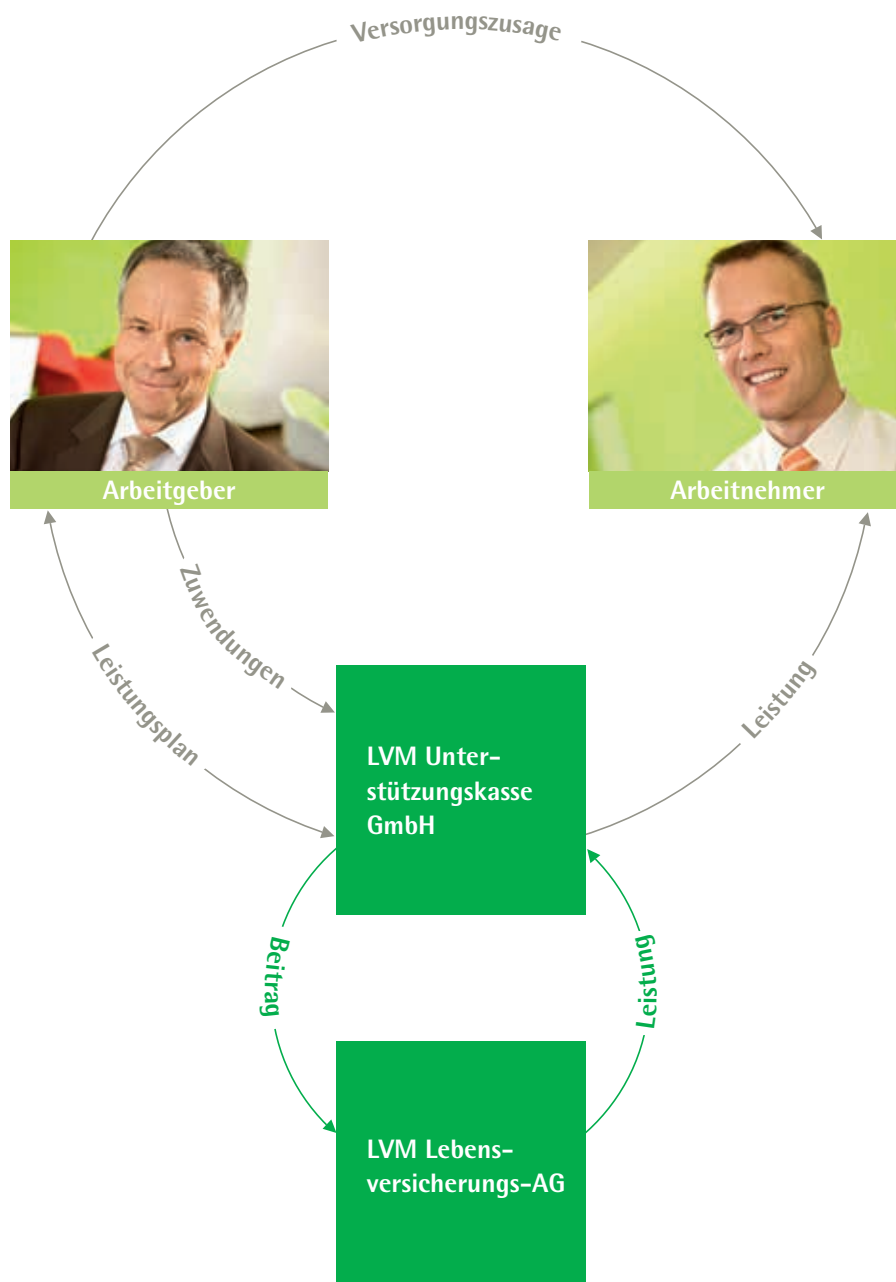 Versorgungszusage
Arbeitgeber
Arbeitnehmer
Zuwendungen
Leistungsplan
Leistung
LVM Unter-
stützungskasse
GmbH
Beitrag
Leistung
LVM Lebens-
versicherungs-AG